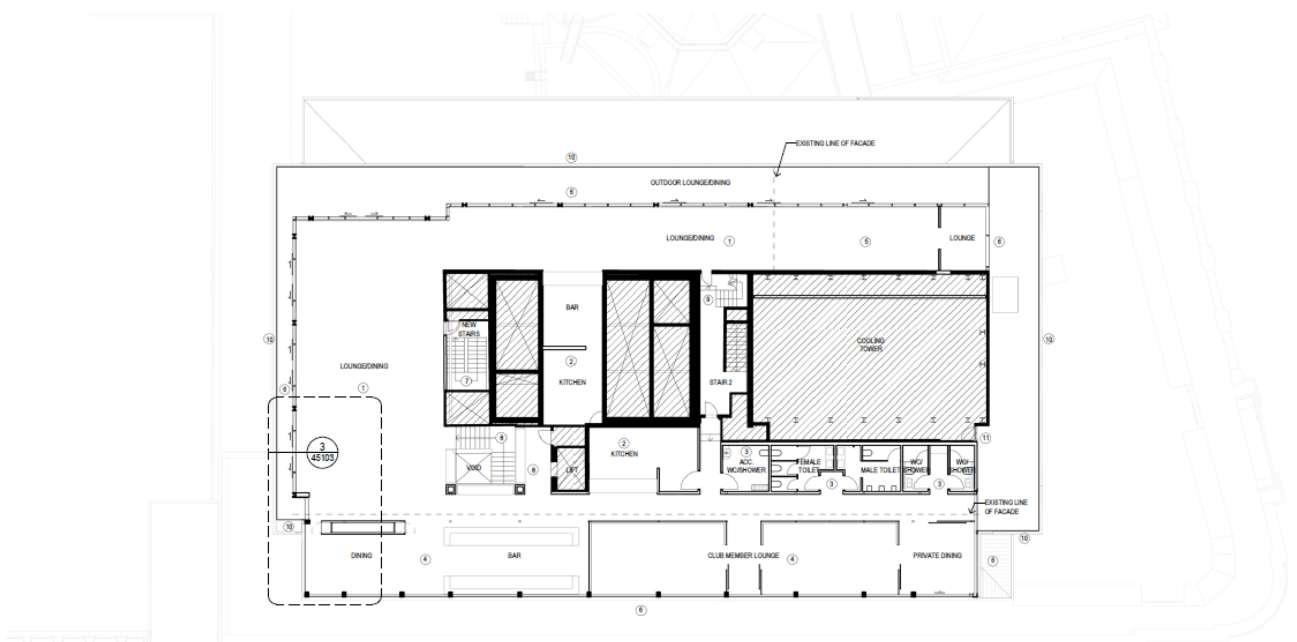 EXISTING LINE OF FACADE
10
OUTDOOR LOUNGE/DINING
6
LOUNGE/DINING
1
5
LOUNGE
6
9
BAR
NEW
STAIRS
COOLING
TOWER
10
10
2
LOUNGE/DINING
KITCHEN
STAIR 2
7
6
1
8
2
11
3
45103
VOID
8
LIFT
KITCHEN
3
ACC.
WC/SHOWER
FEMALE
TOILET
MALE TOILET
WC/
SHOWER
WC/
SHOWER
3
3
EXISTING LINE
OF FACADE
10
10
DINING
4
BAR
CLUB MEMBER LOUNGE
4
PRIVATE DINING
6
6